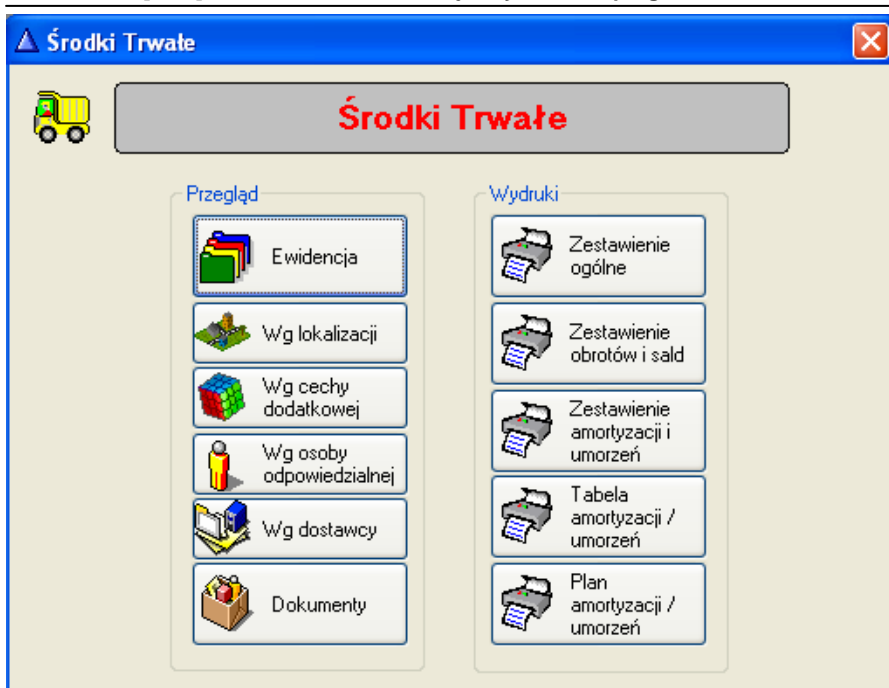 Środki Trwałe
Środki Trwałe
Przegląd
Ewidencja
Wg lokalizacji
Wg cechy
dodatkowej
Wg osoby
odpowiedzialnej
Wg dostawcy
Dokumenty
Wydruki
Zestawienie
ogólne
Zestawienie
obrotów i sald
Zestawienie
amortyzacji i
umorzeń
Tabela
amortyzacji /
umorzeń
Plan
amortyzacji /
umorzeń